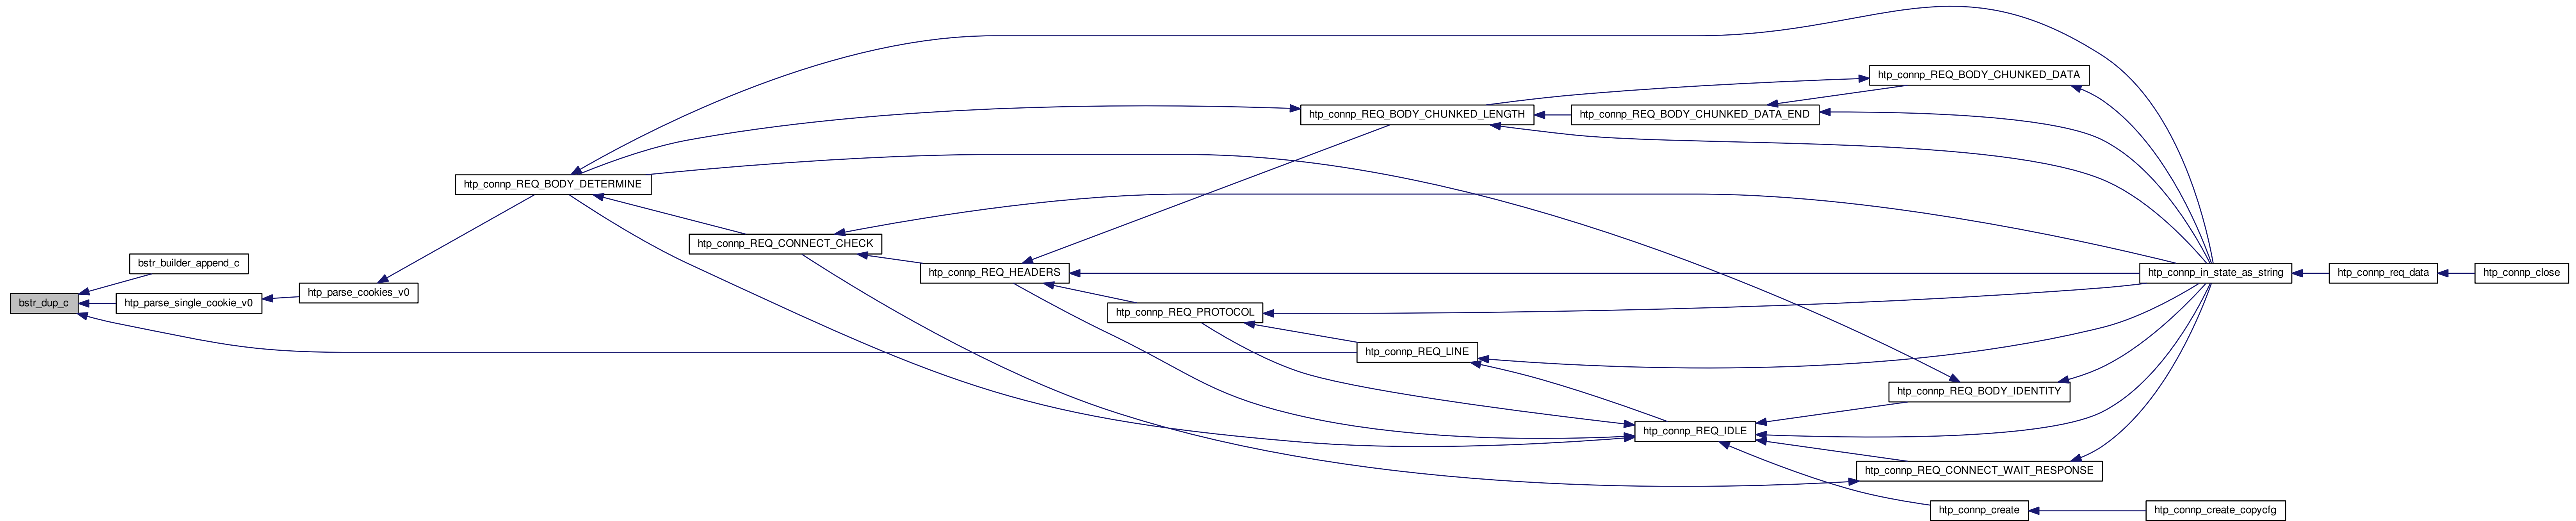 bstr_dup_c
bstr_builder_append_c
htp_parse_single_cookie_v0
htp_parse_cookies_v0
htp_connp_REQ_BODY_DETERMINE
htp_connp_REQ_CONNECT_CHECK
htp_connp_REQ_HEADERS
htp_connp_REQ_PROTOCOL
htp_connp_REQ_BODY_CHUNKED_LENGTH
htp_connp_REQ_LINE
htp_connp_REQ_BODY_CHUNKED_DATA_END
htp_connp_REQ_IDLE
htp_connp_REQ_BODY_CHUNKED_DATA
htp_connp_REQ_BODY_IDENTITY
htp_connp_REQ_CONNECT_WAIT_RESPONSE
htp_connp_create
htp_connp_in_state_as_string
htp_connp_create_copycfg
htp_connp_req_data
htp_connp_close